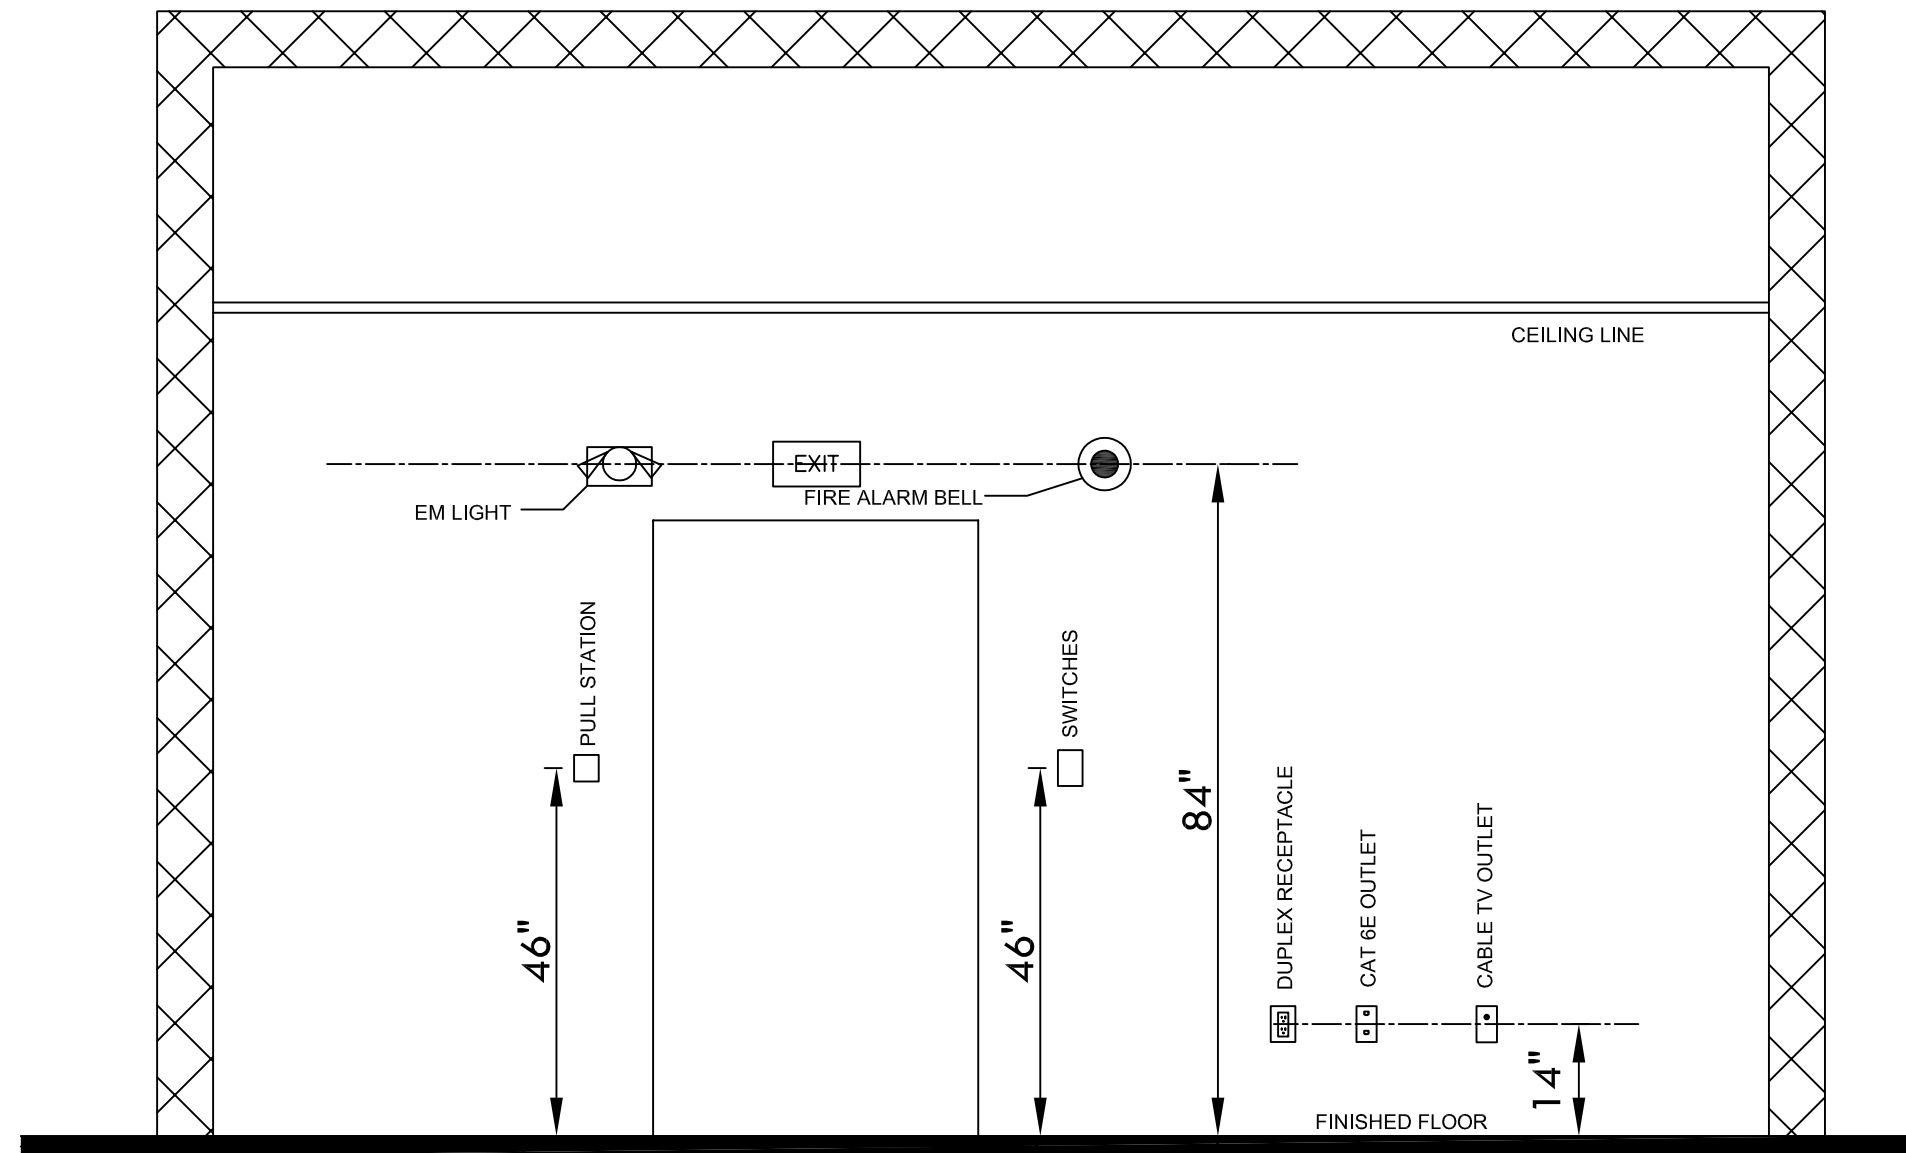 CEILING LINE
EXIT
FIRE ALARM BELL
EM LIGHT
PULL STATION
SWITCHES
84"
DUPLEX RECEPTACLE
CAT 6E OUTLET
CABLE TV OUTLET
46"
46"
14"
FINISHED FLOOR